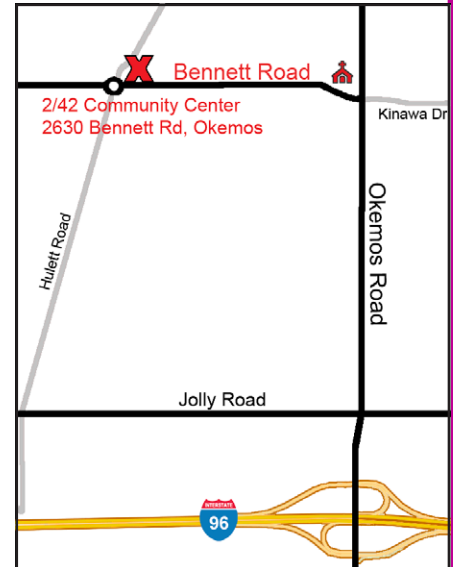 X
Bennett Road
2/42 Community Center
2630 Bennett Rd, Okemos
Kinawa Dr
Hulett Road
Okemos Road
Jolly Road
INTERSTATE
96